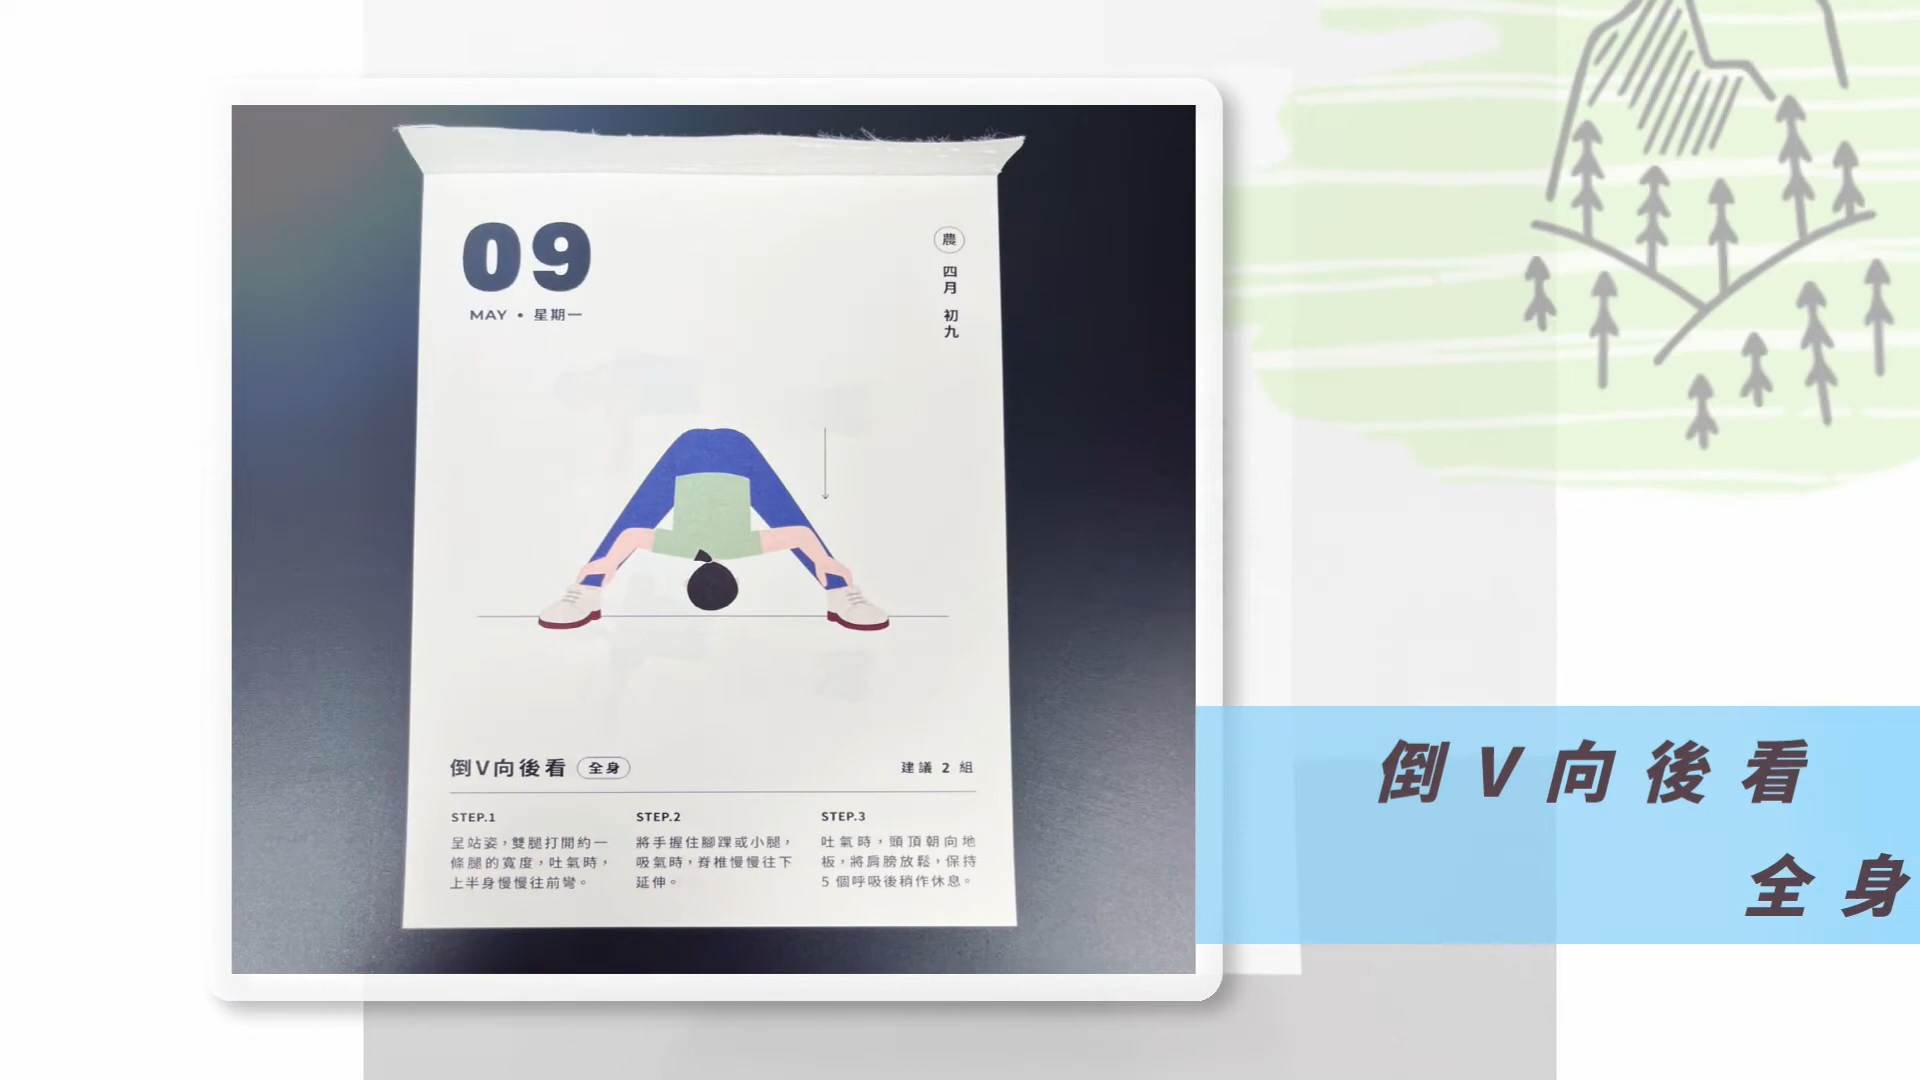 09
MAY • 星期一
農
四月 初九
倒V向後看 全身
建議 2 組
STEP.1
呈站姿，雙腿打開約一
條腿的寬度，吐氣時，
上半身慢慢往前彎。
STEP.2
將手握住腳踝或小腿，
吸氣時，脊椎慢慢往下
延伸。
STEP.3
吐氣時，頭頂朝向地
板，將肩膀放鬆，保持
5 個呼吸後稍作休息。
倒V向後看
全身